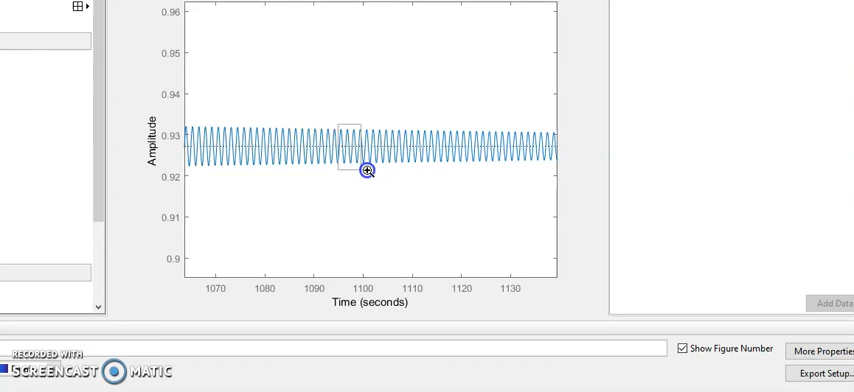 0.96
0.95
0.94
0.93
0.92
0.91
0.9
Amplitude
1070 1080 1090 1100 1110 1120 1130
Time (seconds)
Add Data
Show Figure Number
More Properties
Export Setup...
RECORDED WITH
SCREENCAST MATIC